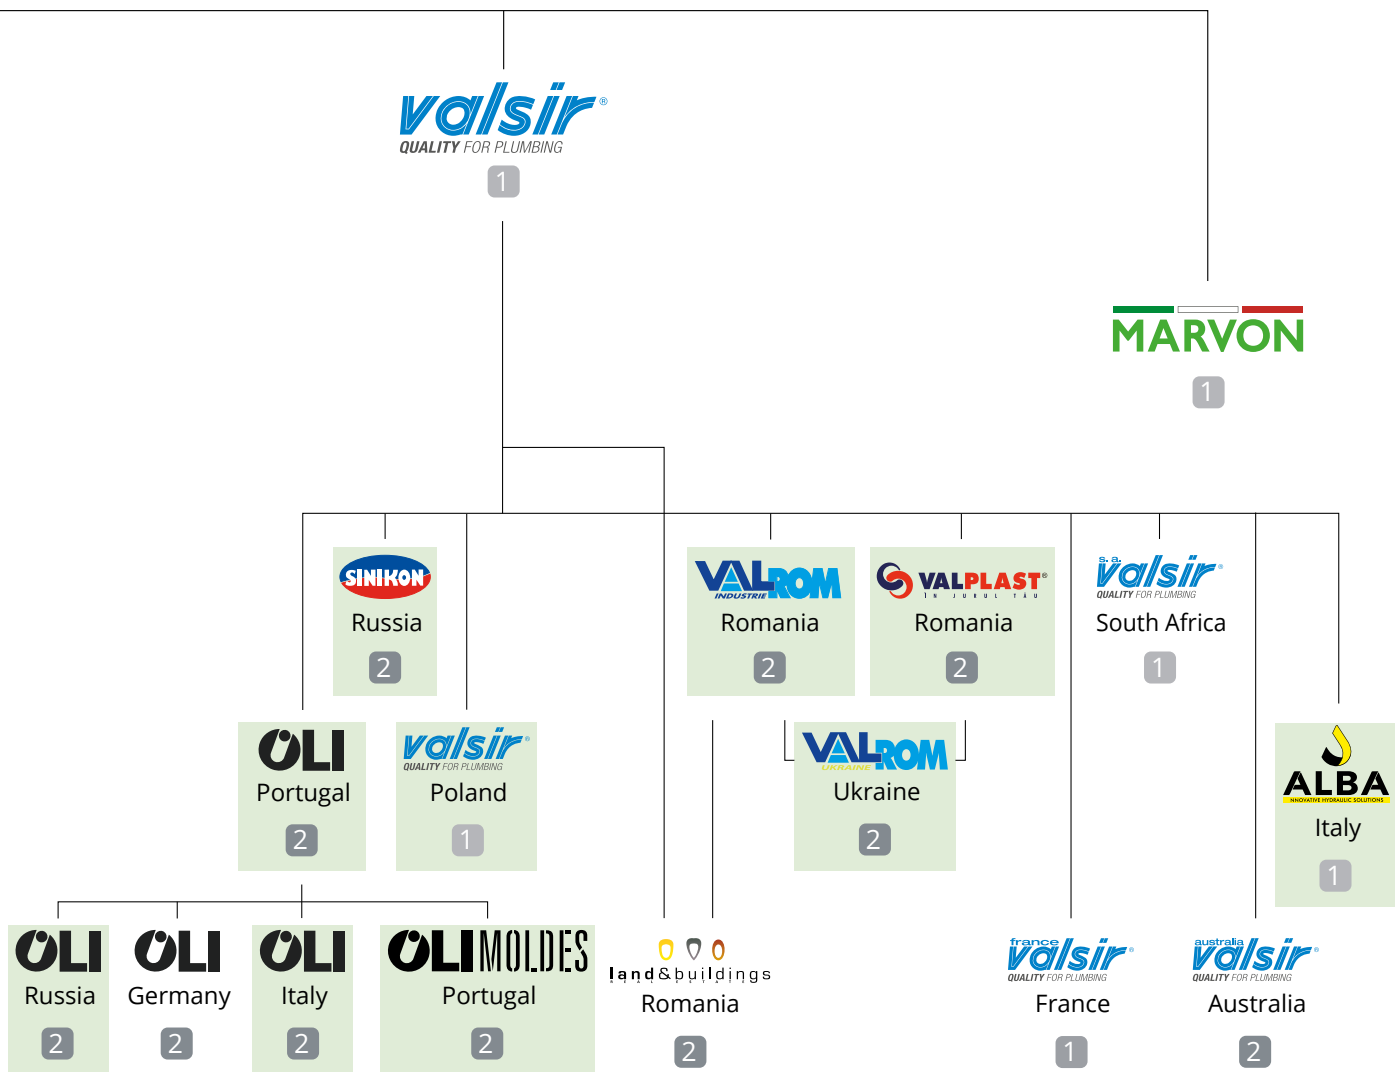 valsir®
QUALITY FOR PLUMBING
1
MARVON
1
SINIKON
Russia
2
VALROM
INDUSTRIE
Romania
2
VALPLAST®
ÎN JURUL TĂU
Romania
2
s.a.
valsir®
QUALITY FOR PLUMBING
South Africa
1
OLI
Portugal
2
valsir®
QUALITY FOR PLUMBING
Poland
1
VALROM
UKRAINE
Ukraine
2
ALBA
INNOVATIVE HYDRAULIC SOLUTIONS
Italy
1
OLI
Russia
2
OLI
Germany
2
OLI
Italy
2
OLI MOLDES
Portugal
2
land&buildings
Romania
2
france
valsir®
QUALITY FOR PLUMBING
France
1
australia
valsir®
QUALITY FOR PLUMBING
Australia
2